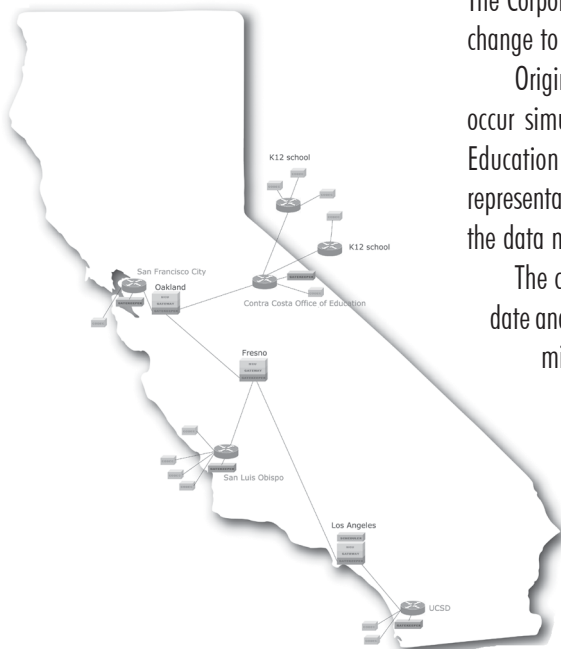 The Corpor
change to
Origin
occur simu
Education
representa
the data n
The c
date and
mi
K12 school
K12 school
San Francisco City
Oakland
Contra Costa Office of Education
Fresno
San Luis Obispo
Los Angeles
UCSD